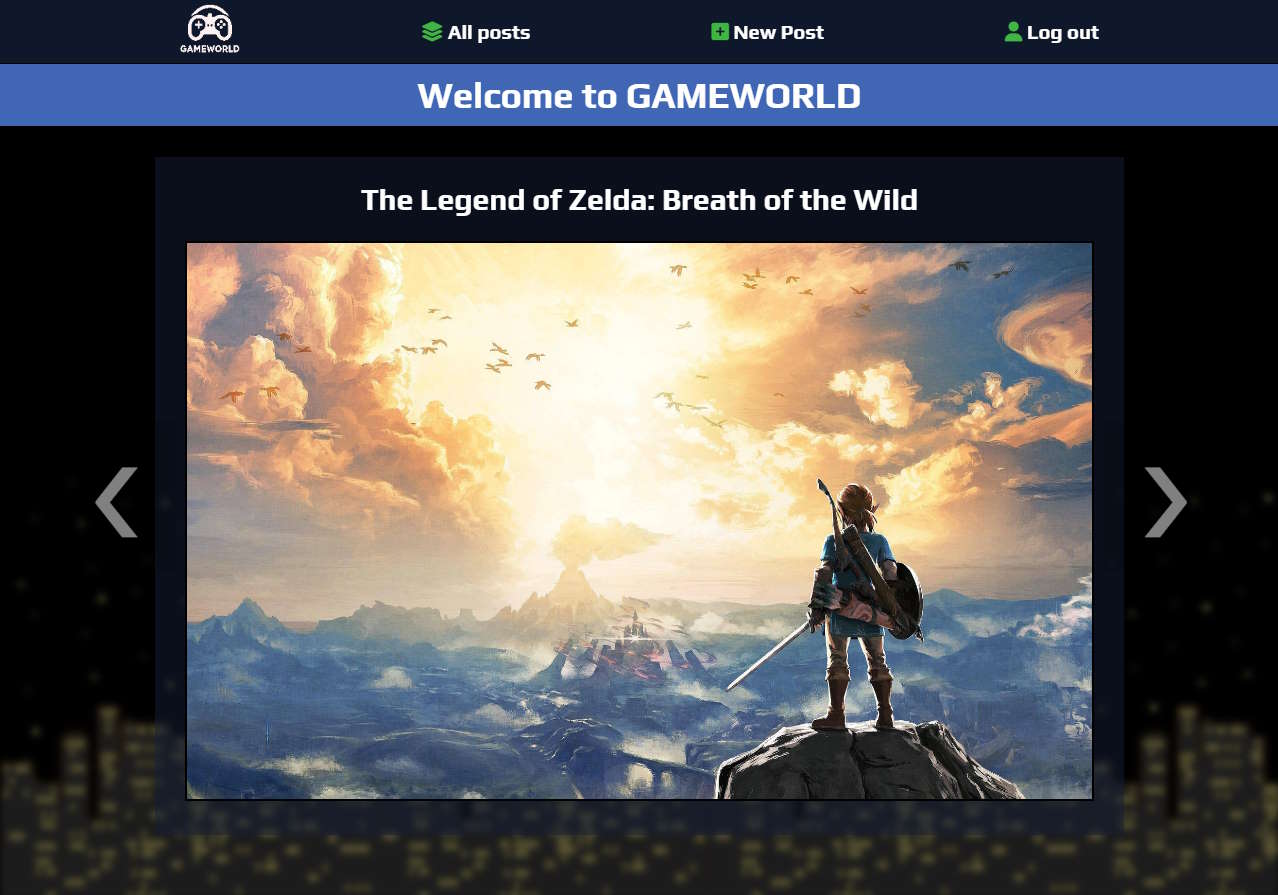 GAMEWORLD
All posts
New Post
Log out
Welcome to GAMEWORLD
The Legend of Zelda: Breath of the Wild